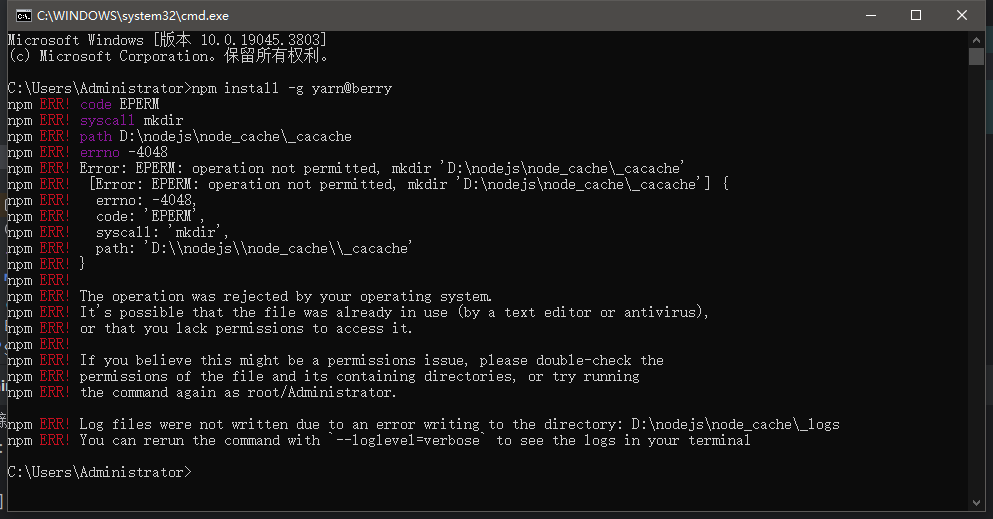 C:\WINDOWS\system32\cmd.exe
Microsoft Windows [版本 10.0.19045.3803]
(c) Microsoft Corporation。保留所有权利。
C:\Users\Administrator>npm install -g yarn@berry
npm ERR! code EPERM
npm ERR! syscall mkdir
npm ERR! path D:\nodejs\node_cache\_cacache
npm ERR! errno -4048
npm ERR! Error: EPERM: operation not permitted, mkdir 'D:\nodejs\node_cache\_cacache'
npm ERR!  [Error: EPERM: operation not permitted, mkdir 'D:\nodejs\node_cache\_cacache'] {
npm ERR!   errno: -4048,
npm ERR!   code: 'EPERM',
npm ERR!   syscall: 'mkdir',
npm ERR!   path: 'D:\\nodejs\\node_cache\\_cacache'
npm ERR! }
npm ERR!
npm ERR! The operation was rejected by your operating system.
npm ERR! It's possible that the file was already in use (by a text editor or antivirus),
npm ERR! or that you lack permissions to access it.
npm ERR!
npm ERR! If you believe this might be a permissions issue, please double-check the
npm ERR! permissions of the file and its containing directories, or try running
npm ERR! the command again as root/Administrator.
npm ERR! Log files were not written due to an error writing to the directory: D:\nodejs\node_cache\_logs
npm ERR! You can rerun the command with `--loglevel=verbose` to see the logs in your terminal
C:\Users\Administrator>